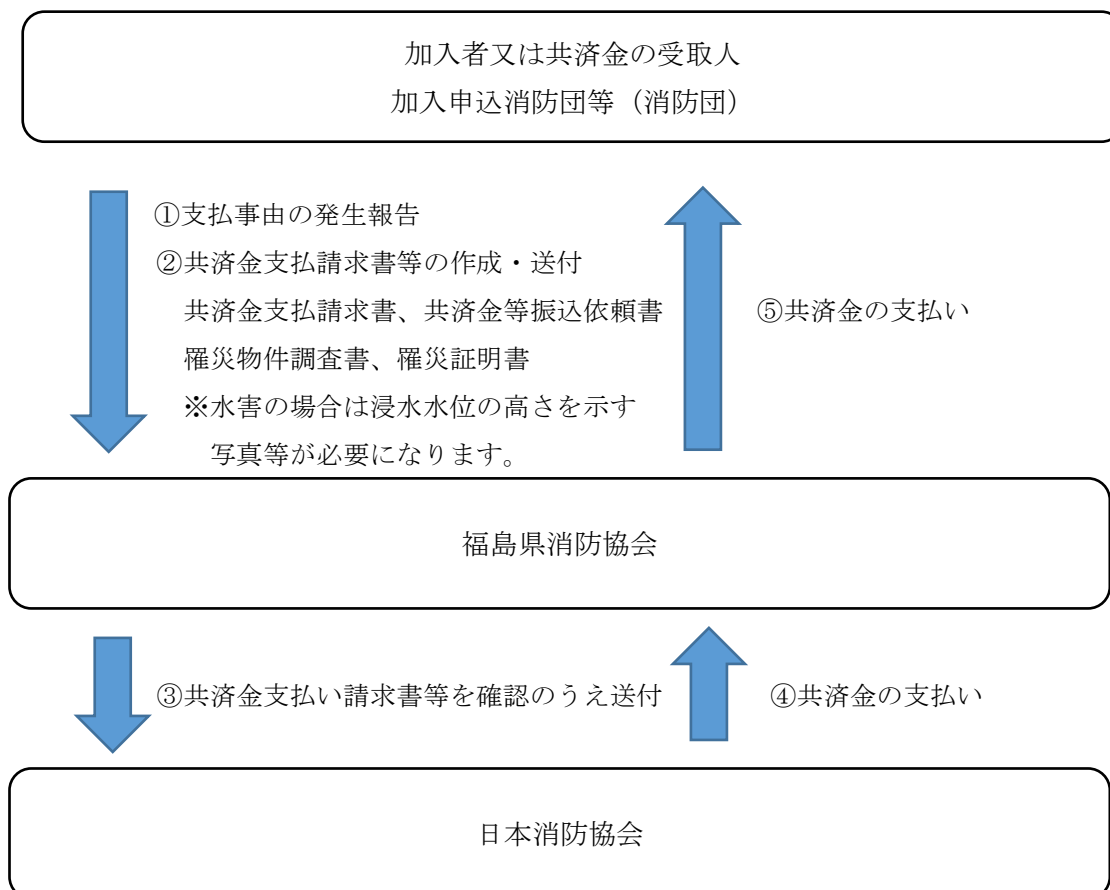 加入者又は共済金の受取人
加入申込消防団等（消防団）
①支払事由の発生報告
②共済金支払請求書等の作成・送付
共済金支払請求書、共済金等振込依頼書
罹災物件調査書、罹災証明書
※水害の場合は浸水水位の高さを示す
写真等が必要になります。
⑤共済金の支払い
福島県消防協会
③共済金支払い請求書等を確認のうえ送付
④共済金の支払い
日本消防協会